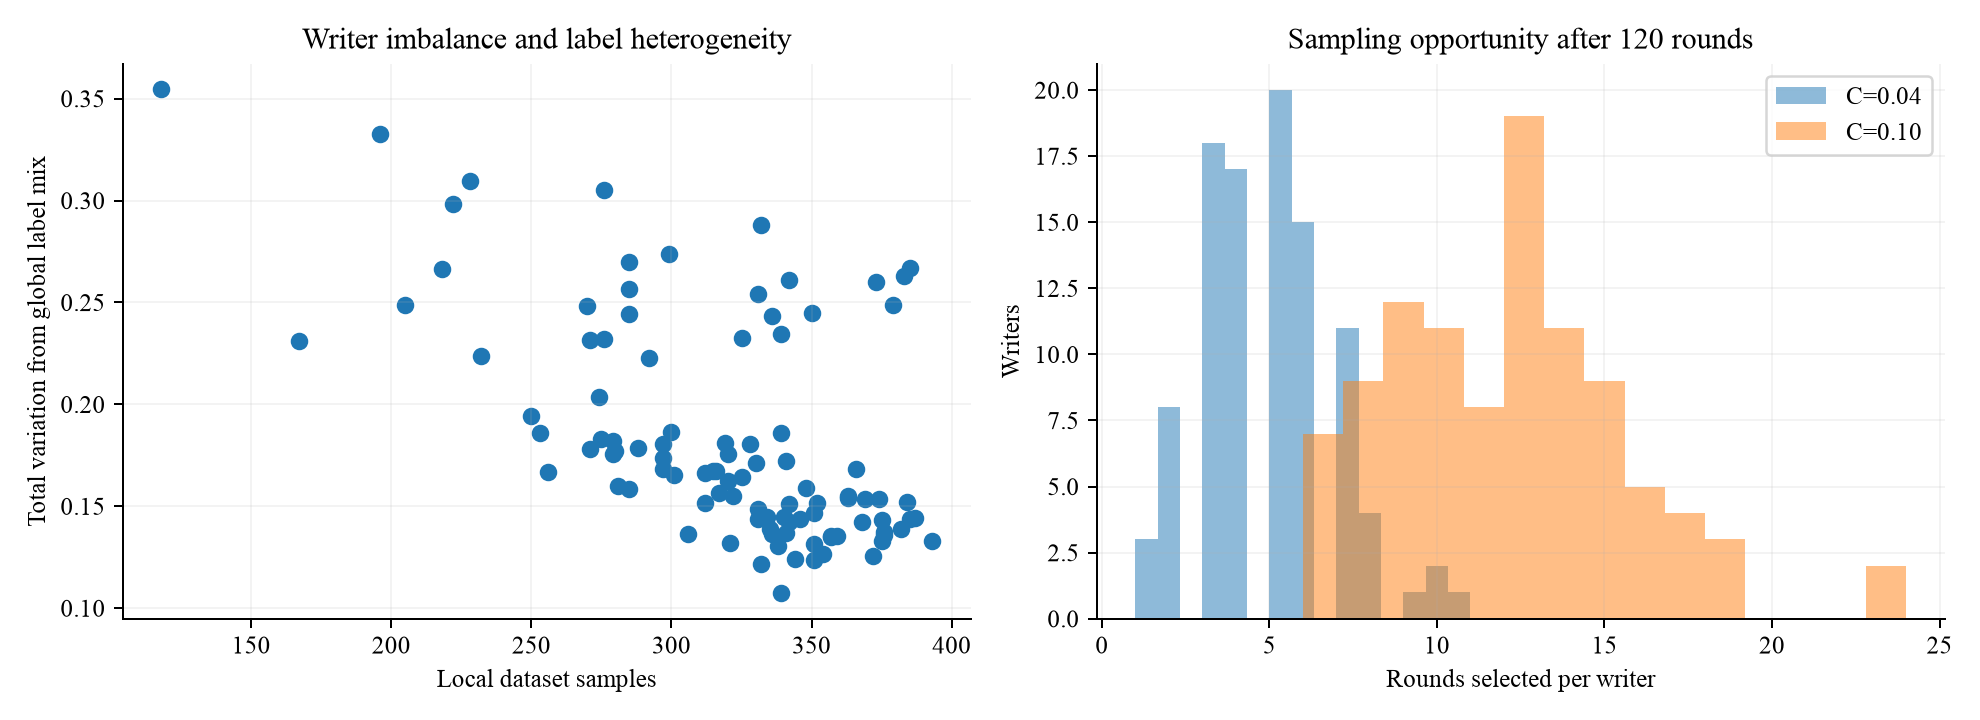 Writer imbalance and label heterogeneity
Total variation from global label mix
0.35
0.30
0.25
0.20
0.15
0.10
150 200 250 300 350 400
Local dataset samples
Sampling opportunity after 120 rounds
Writers
20.0
17.5
15.0
12.5
10.0
7.5
5.0
2.5
0.0
C=0.04
C=0.10
0 5 10 15 20 25
Rounds selected per writer